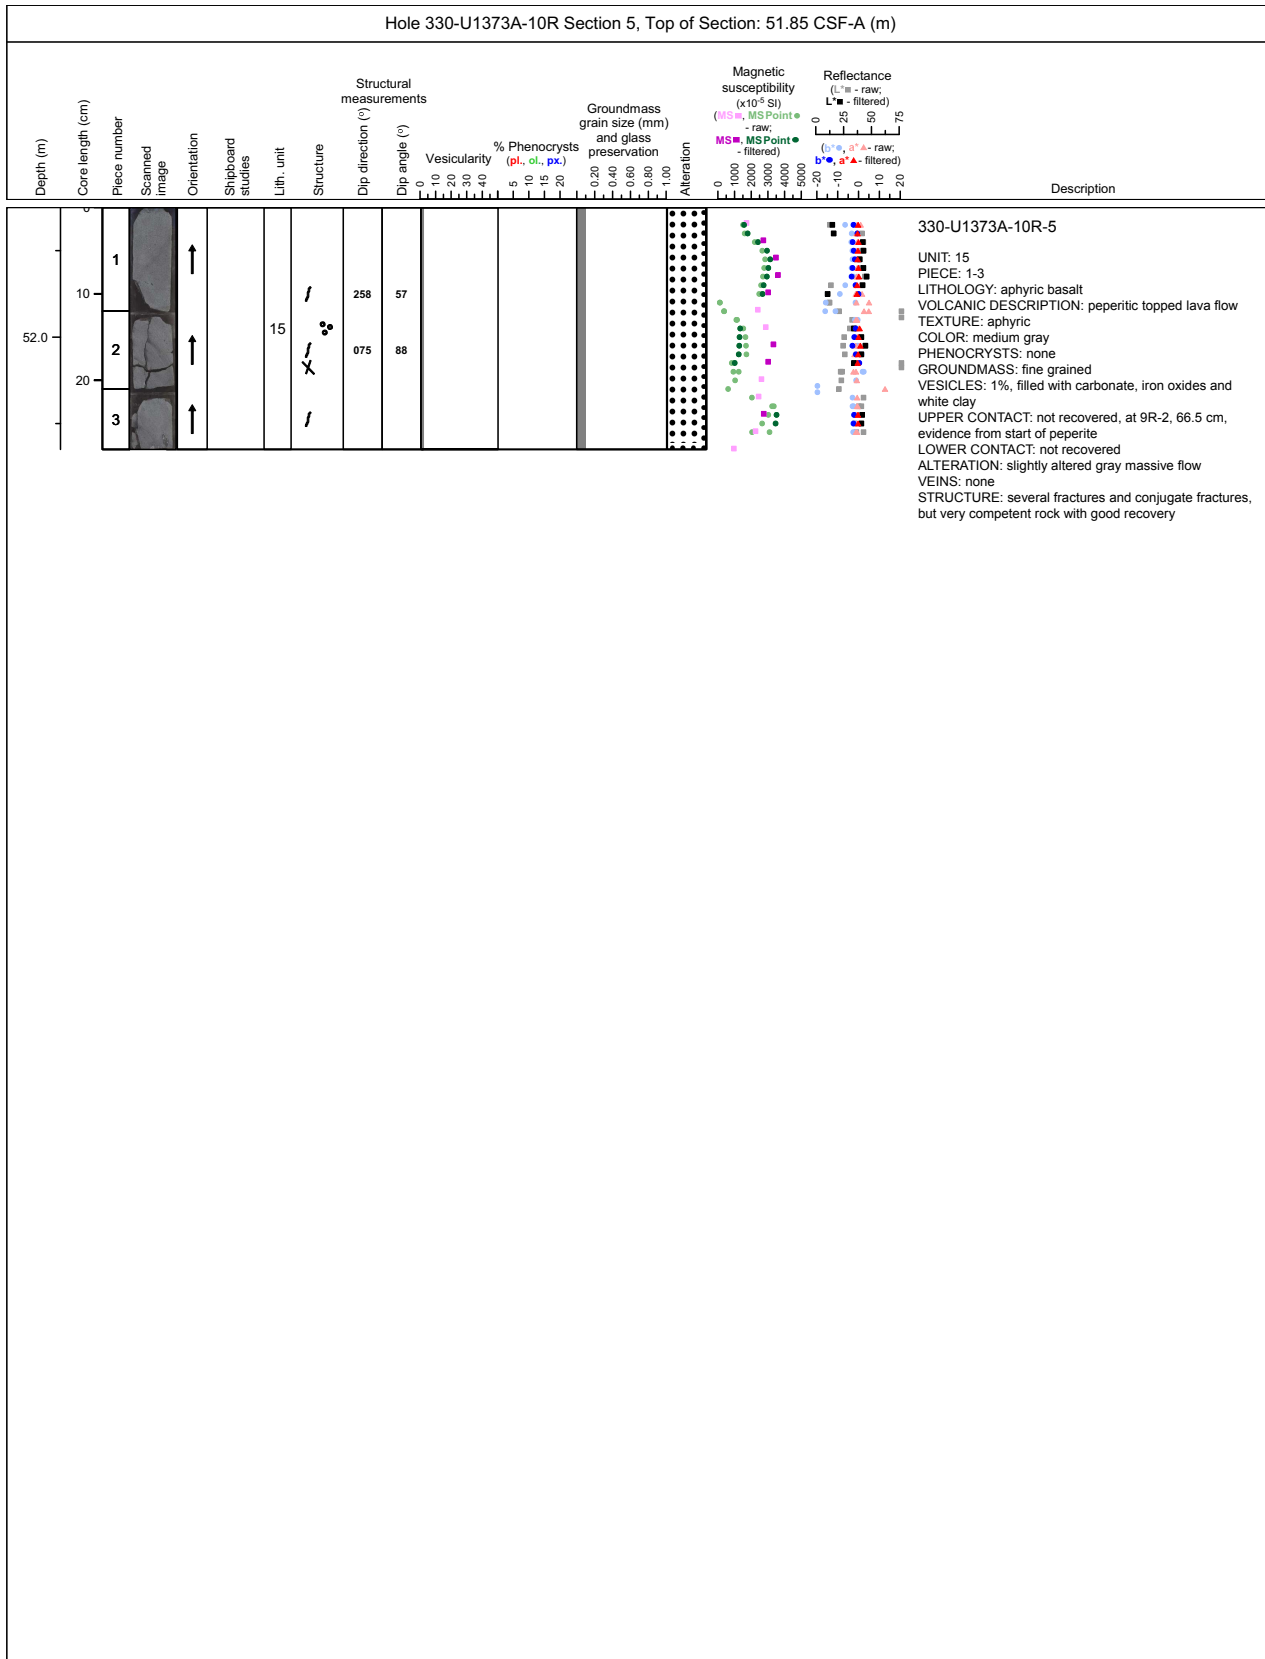 Hole 330-U1373A-10R Section 5, Top of Section: 51.85 CSF-A (m)
Depth (m)
Core length (cm)
Piece number
Scanned
image
Orientation
Shipboard
studies
Lith. unit
Structure
Structural
measurements
Dip direction (º)
Dip angle (º)
Vesicularity
0 10 20 30 40
% Phenocrysts
(pl., ol., px.)
5 10 15 20
Groundmass
grain size (mm)
and glass
preservation
0.20 0.40 0.60 0.80 1.00
Alteration
Magnetic
susceptibility
(x10-5 SI)
(MS■, MSPoint●
- raw;
MS■, MSPoint●
- filtered)
0 1000 2000 3000 4000 5000
Reflectance
(L*■ - raw;
L*■ - filtered)
0 25 50 75
(b*●, a*▲- raw;
b*●, a*▲- filtered)
-20 -10 0 10 20
Description
0
10
52.0
20
1
2
3
15
258 57
075 88
330-U1373A-10R-5
UNIT: 15
PIECE: 1-3
LITHOLOGY: aphyric basalt
VOLCANIC DESCRIPTION: peperitic topped lava flow
TEXTURE: aphyric
COLOR: medium gray
PHENOCRYSTS: none
GROUNDMASS: fine grained
VESICLES: 1%, filled with carbonate, iron oxides and
white clay
UPPER CONTACT: not recovered, at 9R-2, 66.5 cm,
evidence from start of peperite
LOWER CONTACT: not recovered
ALTERATION: slightly altered gray massive flow
VEINS: none
STRUCTURE: several fractures and conjugate fractures,
but very competent rock with good recovery